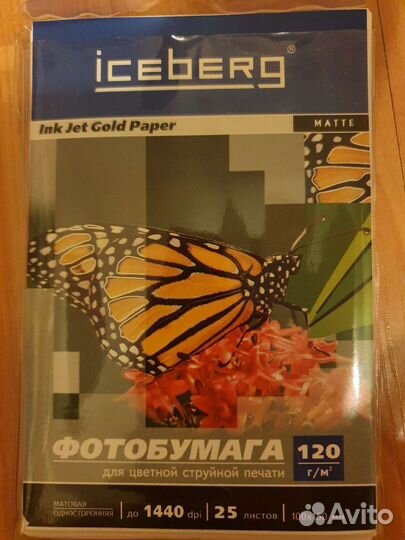 iceberg®
Ink Jet Gold Paper
MATTE
ФОТОБУМАГА
120
г/м²
для цветной струйной печати
МАТОВАЯ
ОДНОСТОРОННЯЯ
до 1440 dpi
25 листов
Avito